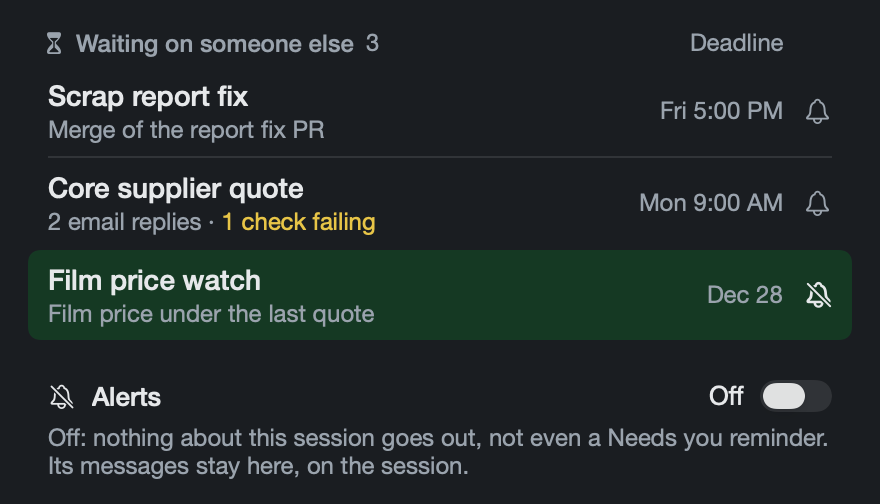 Waiting on someone else 3
Deadline
Scrap report fix
Merge of the report fix PR
Fri 5:00 PM
Core supplier quote
2 email replies · 1 check failing
Mon 9:00 AM
Film price watch
Film price under the last quote
Dec 28
Alerts
Off
Off: nothing about this session goes out, not even a Needs you reminder.
Its messages stay here, on the session.